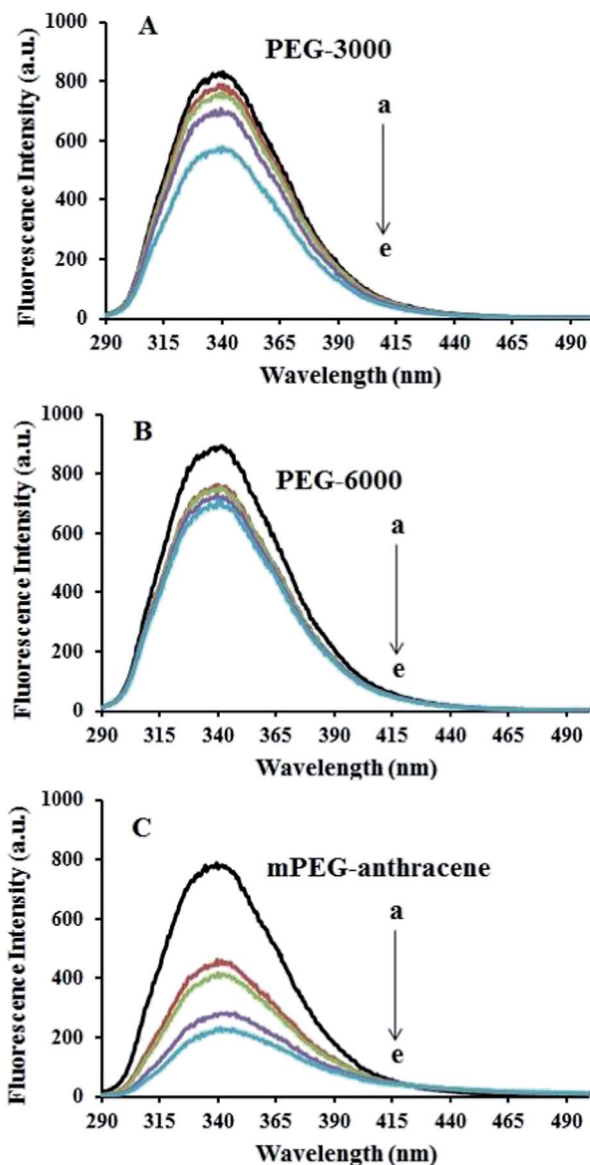 A
PEG-3000
a
e
Fluorescence Intensity (a.u.)
1000
800
600
400
200
0
290 315 340 365 390 415 440 465 490
Wavelength (nm)
B
PEG-6000
a
e
Fluorescence Intensity (a.u.)
1000
800
600
400
200
0
290 315 340 365 390 415 440 465 490
Wavelength (nm)
C
mPEG-anthracene
a
e
Fluorescence Intensity (a.u.)
1000
800
600
400
200
0
290 315 340 365 390 415 440 465 490
Wavelength (nm)